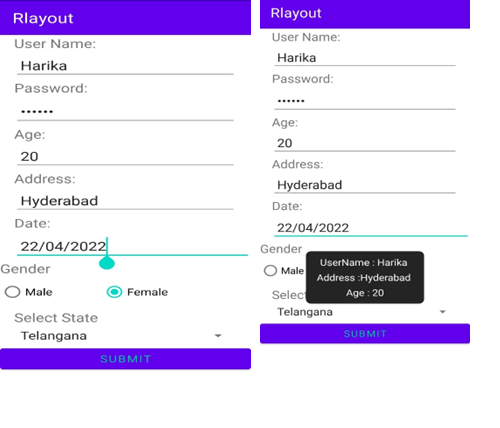 Rlayout
User Name:
Harika
Password:
••••••
Age:
20
Address:
Hyderabad
Date:
22/04/2022
Gender
Male Female
Select State
Telangana
SUBMIT
Rlayout
User Name:
Harika
Password:
••••••
Age:
20
Address:
Hyderabad
Date:
22/04/2022
Gender
Male
UserName : Harika
Address :Hyderabad
Age : 20
Telangana
SUBMIT